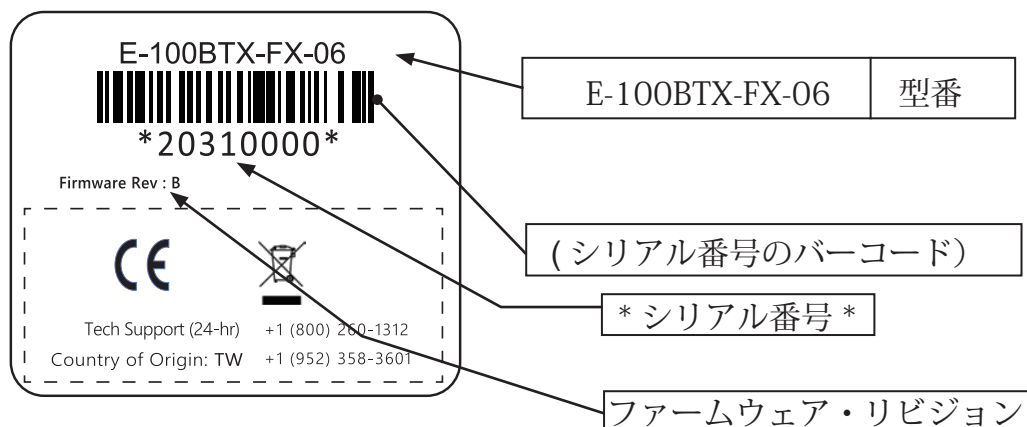 E-100BTX-FX-06
*20310000*
Firmware Rev : B
CE
Tech Support (24-hr) +1 (800) 260-1312
Country of Origin: TW +1 (952) 358-3601
E-100BTX-FX-06 型番
(シリアル番号のバーコード）
* シリアル番号 *
ファームウェア・リビジョン